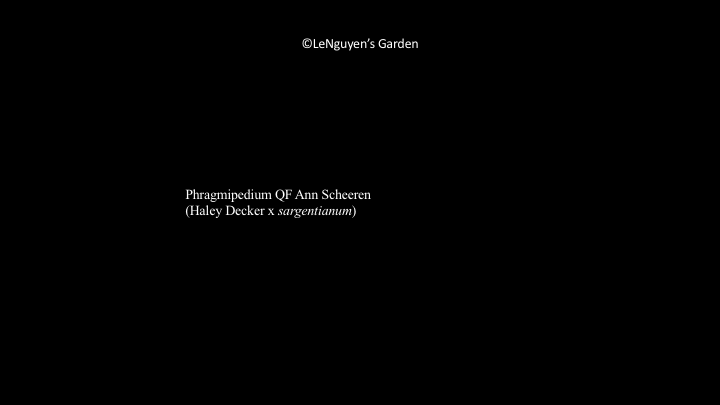 ©LeNguyen’s Garden
Phragmipedium QF Ann Scheeren
(Haley Decker x sargentianum)